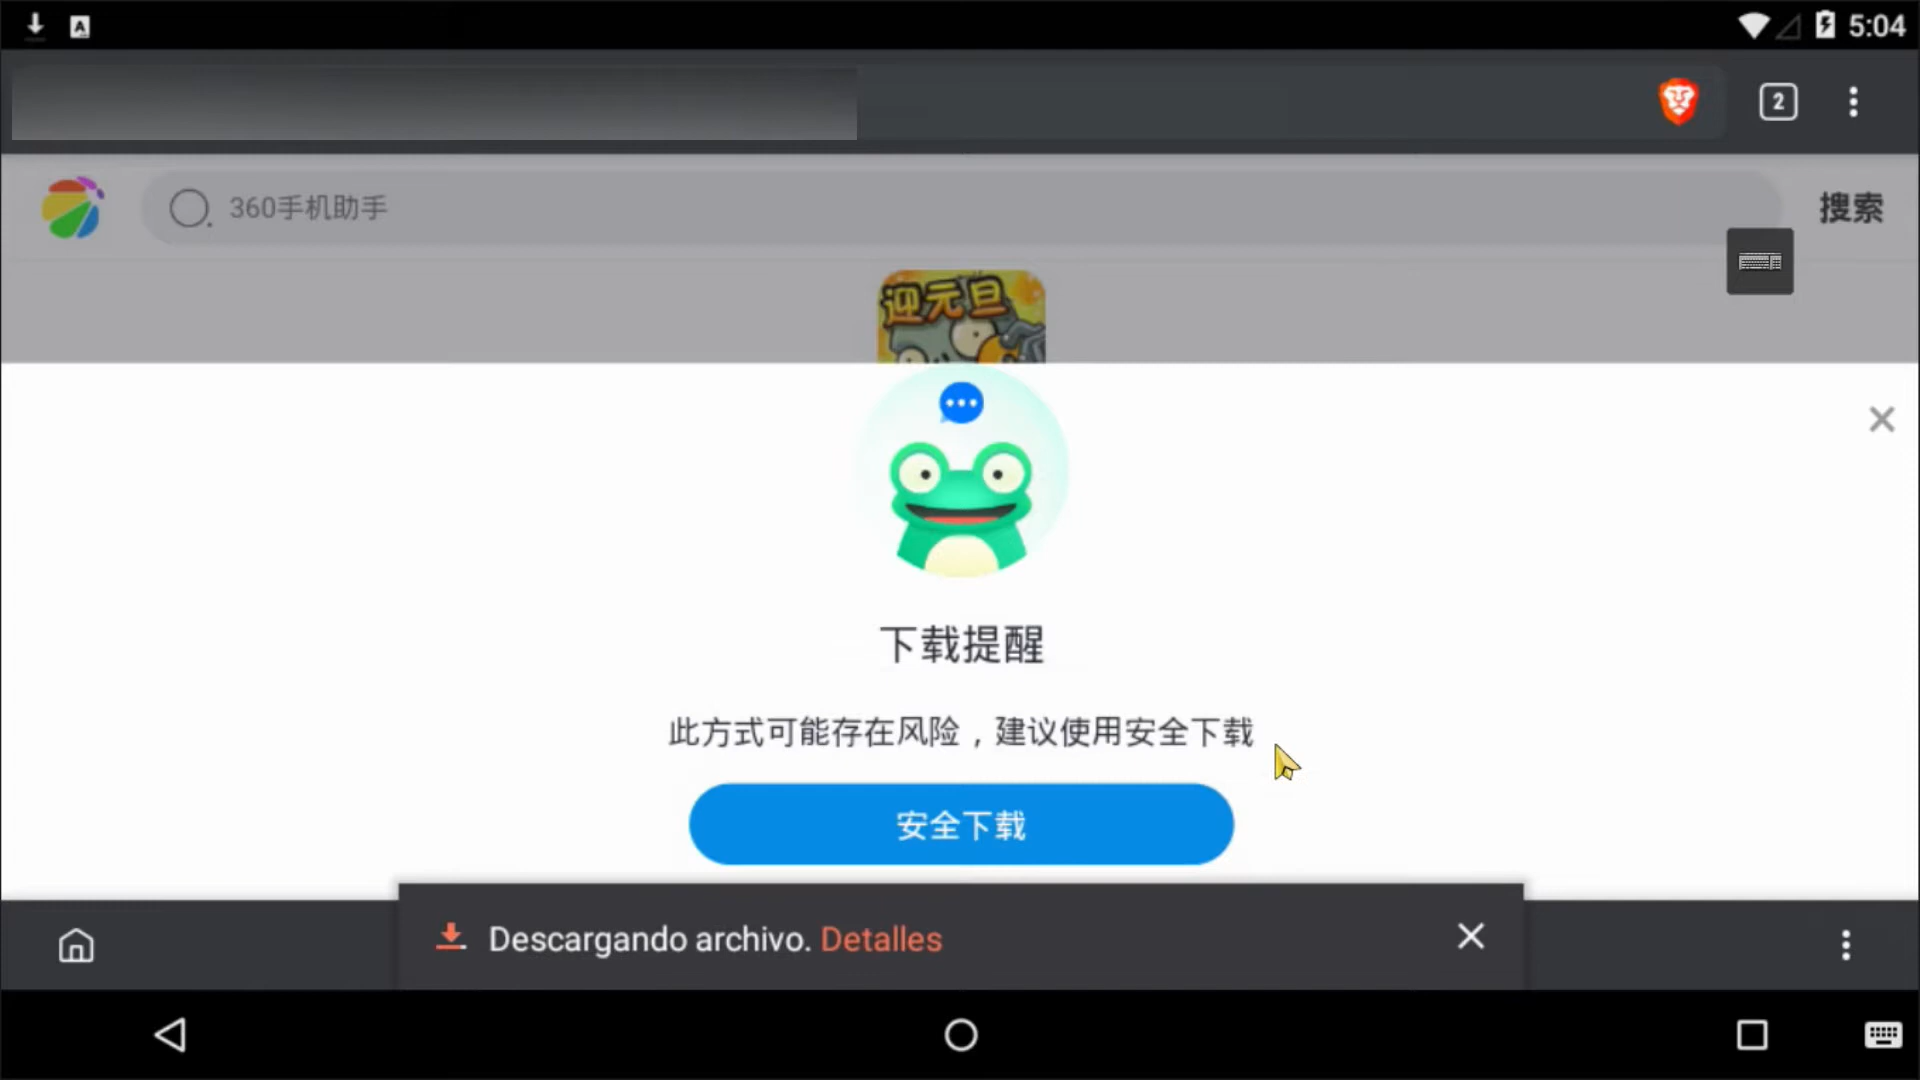 A
5:04
2
360手机助手
搜索
迎元旦
下载提醒
此方式可能存在风险，建议使用安全下载
安全下载
Descargando archivo. Detalles